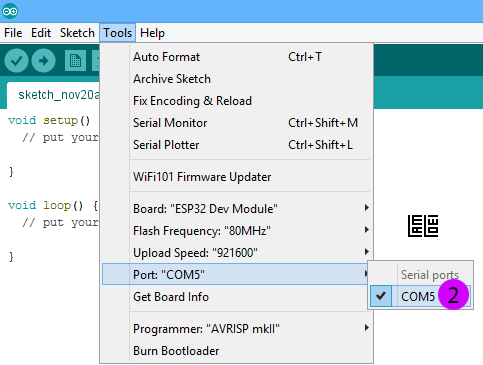 File Edit Sketch Tools Help
sketch_nov20a
void setup()
// put your
}
void loop() {
// put your
}
Auto Format Ctrl+T
Archive Sketch
Fix Encoding & Reload
Serial Monitor Ctrl+Shift+M
Serial Plotter Ctrl+Shift+L
WiFi101 Firmware Updater
Board: "ESP32 Dev Module"
Flash Frequency: "80MHz"
Upload Speed: "921600"
Port: "COM5"
Get Board Info
Programmer: "AVRISP mkII"
Burn Bootloader
Serial ports
COM5 2